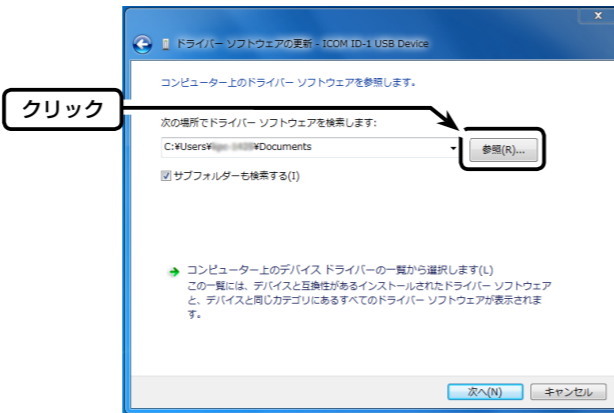 ドライバー ソフトウェアの更新 - ICOM ID-1 USB Device
コンピューター上のドライバー ソフトウェアを参照します。
クリック
次の場所でドライバー ソフトウェアを検索します:
C:¥Users¥ ¥Documents
参照(R)...
サブフォルダーも検索する(I)
コンピューター上のデバイス ドライバーの一覧から選択します(L)
この一覧には、デバイスと互換性があるインストールされたドライバー ソフトウェア
と、デバイスと同じカテゴリにあるすべてのドライバー ソフトウェアが表示されま
す。
次へ(N)
キャンセル